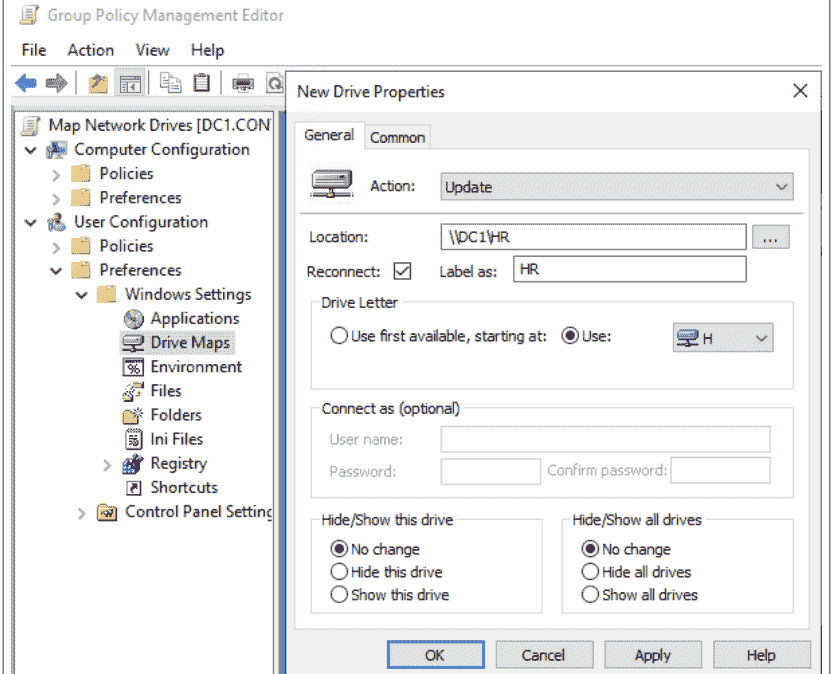 Group Policy Management Editor
File Action View Help
New Drive Properties
General Common
Map Network Drives [DC1.CON
Computer Configuration
Policies
Preferences
User Configuration
Policies
Preferences
Windows Settings
Applications
Drive Maps
Environment
Files
Folders
Ini Files
Registry
Shortcuts
Control Panel Setting
Action: Update
Location: \\DC1\HR ...
Reconnect: Label as: HR
Drive Letter
Use first available, starting at: Use: H
Connect as (optional)
User name:
Password: Confirm password:
Hide/Show this drive
No change
Hide this drive
Show this drive
Hide/Show all drives
No change
Hide all drives
Show all drives
OK Cancel Apply Help